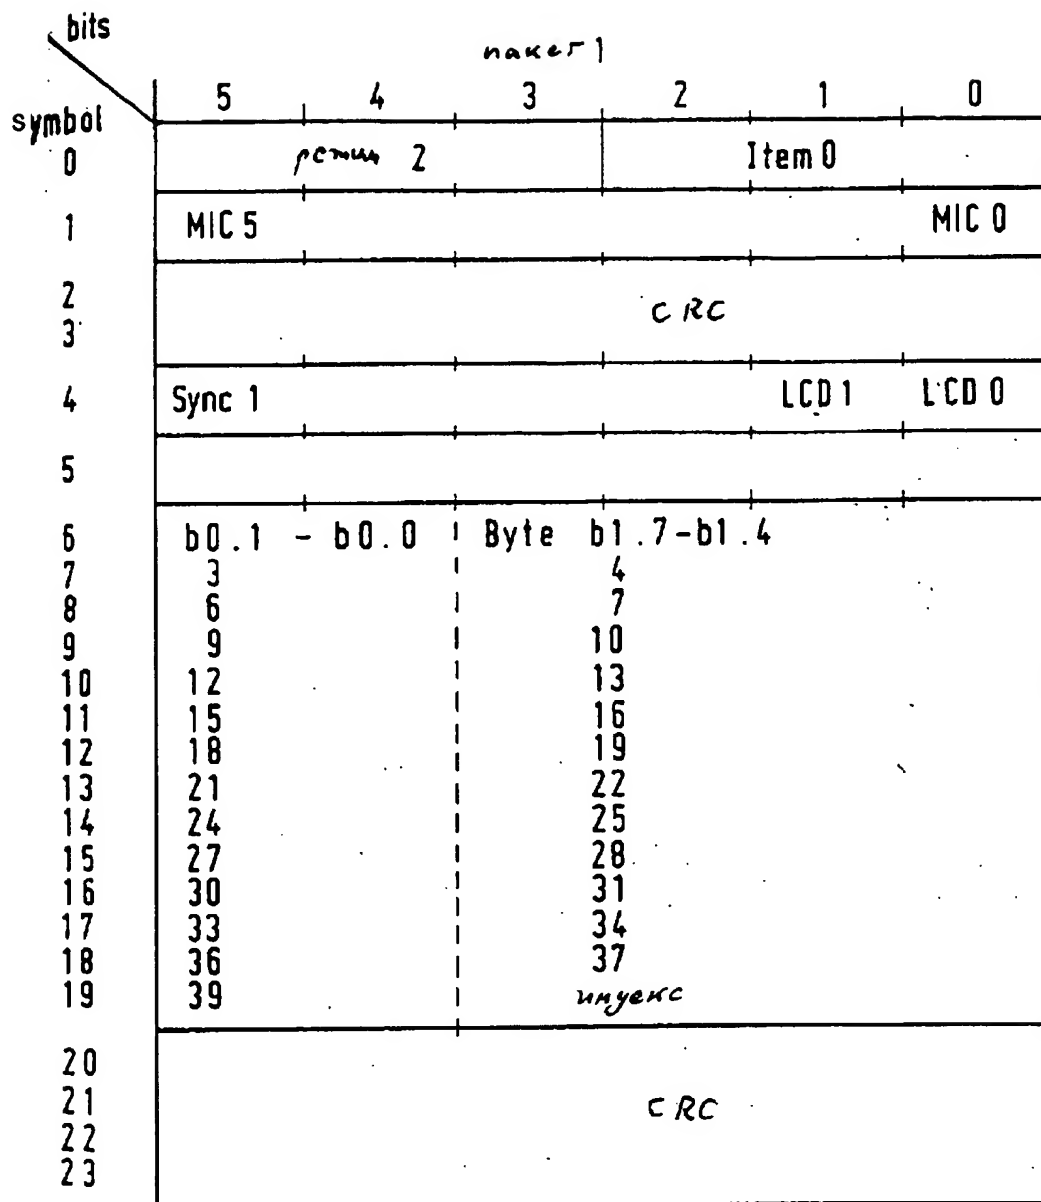 bits
пакет 1
5 4 3 2 1 0
symbol
0 режим 2 Item 0
1 MIC 5 MIC 0
2
CRC
3
4 Sync 1 LCD 1 LCD 0
5
6 b0.1 - b0.0 Byte b1.7-b1.4
7 3 4
8 6 7
9 9 10
10 12 13
11 15 16
12 18 19
13 21 22
14 24 25
15 27 28
16 30 31
17 33 34
18 36 37
19 39 индекс
20
21 CRC
22
23